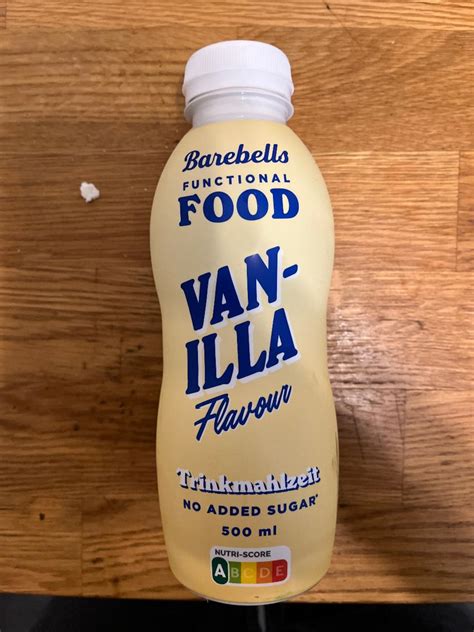 Barebells
FUNCTIONAL
FOOD
VAN-
ILLA
Flavour
Trinkmahlzeit
NO ADDED SUGAR*
500 ml
NUTRI-SCORE
A B C D E